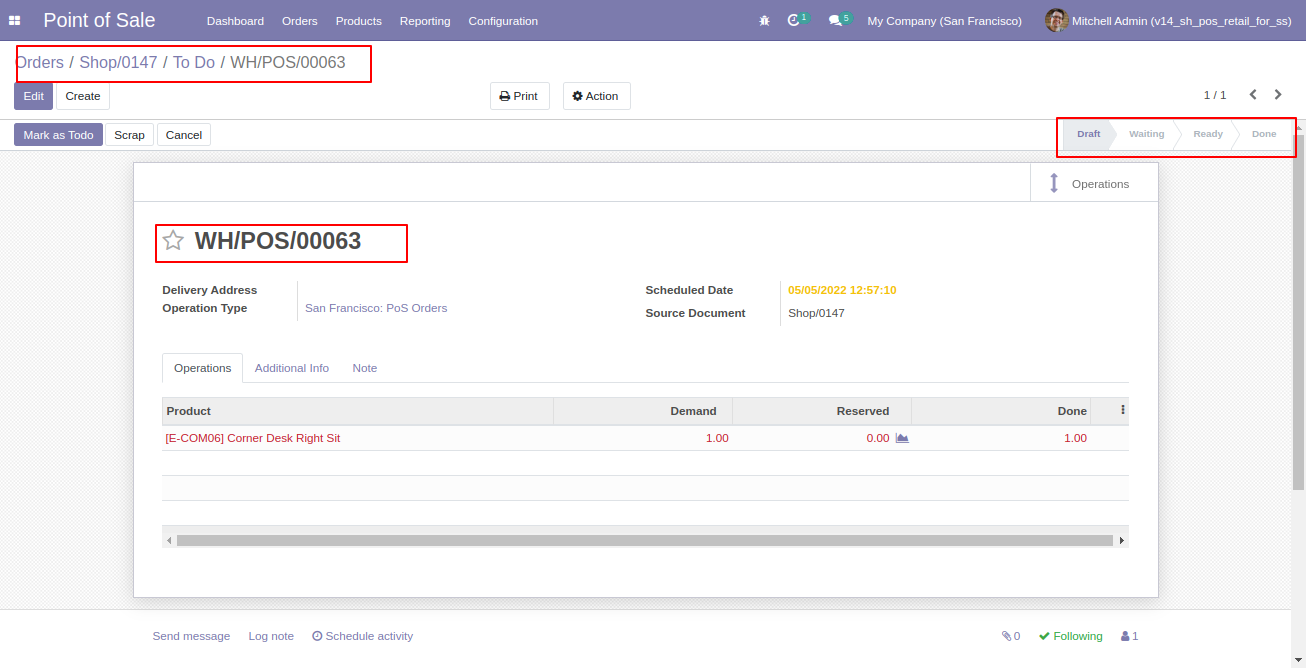 Point of Sale Dashboard Orders Products Reporting Configuration 1 5 My Company (San Francisco) Mitchell Admin (v14_sh_pos_retail_for_ss)
Orders / Shop/0147 / To Do / WH/POS/00063
Edit Create Print Action 1 / 1
Mark as Todo Scrap Cancel Draft Waiting Ready Done
Operations
WH/POS/00063
Delivery Address Scheduled Date 05/05/2022 12:57:10
Operation Type San Francisco: PoS Orders
Source Document Shop/0147
Operations Additional Info Note
Product Demand Reserved Done
[E-COM06] Corner Desk Right Sit 1.00 0.00 1.00
Send message Log note Schedule activity 0 Following 1